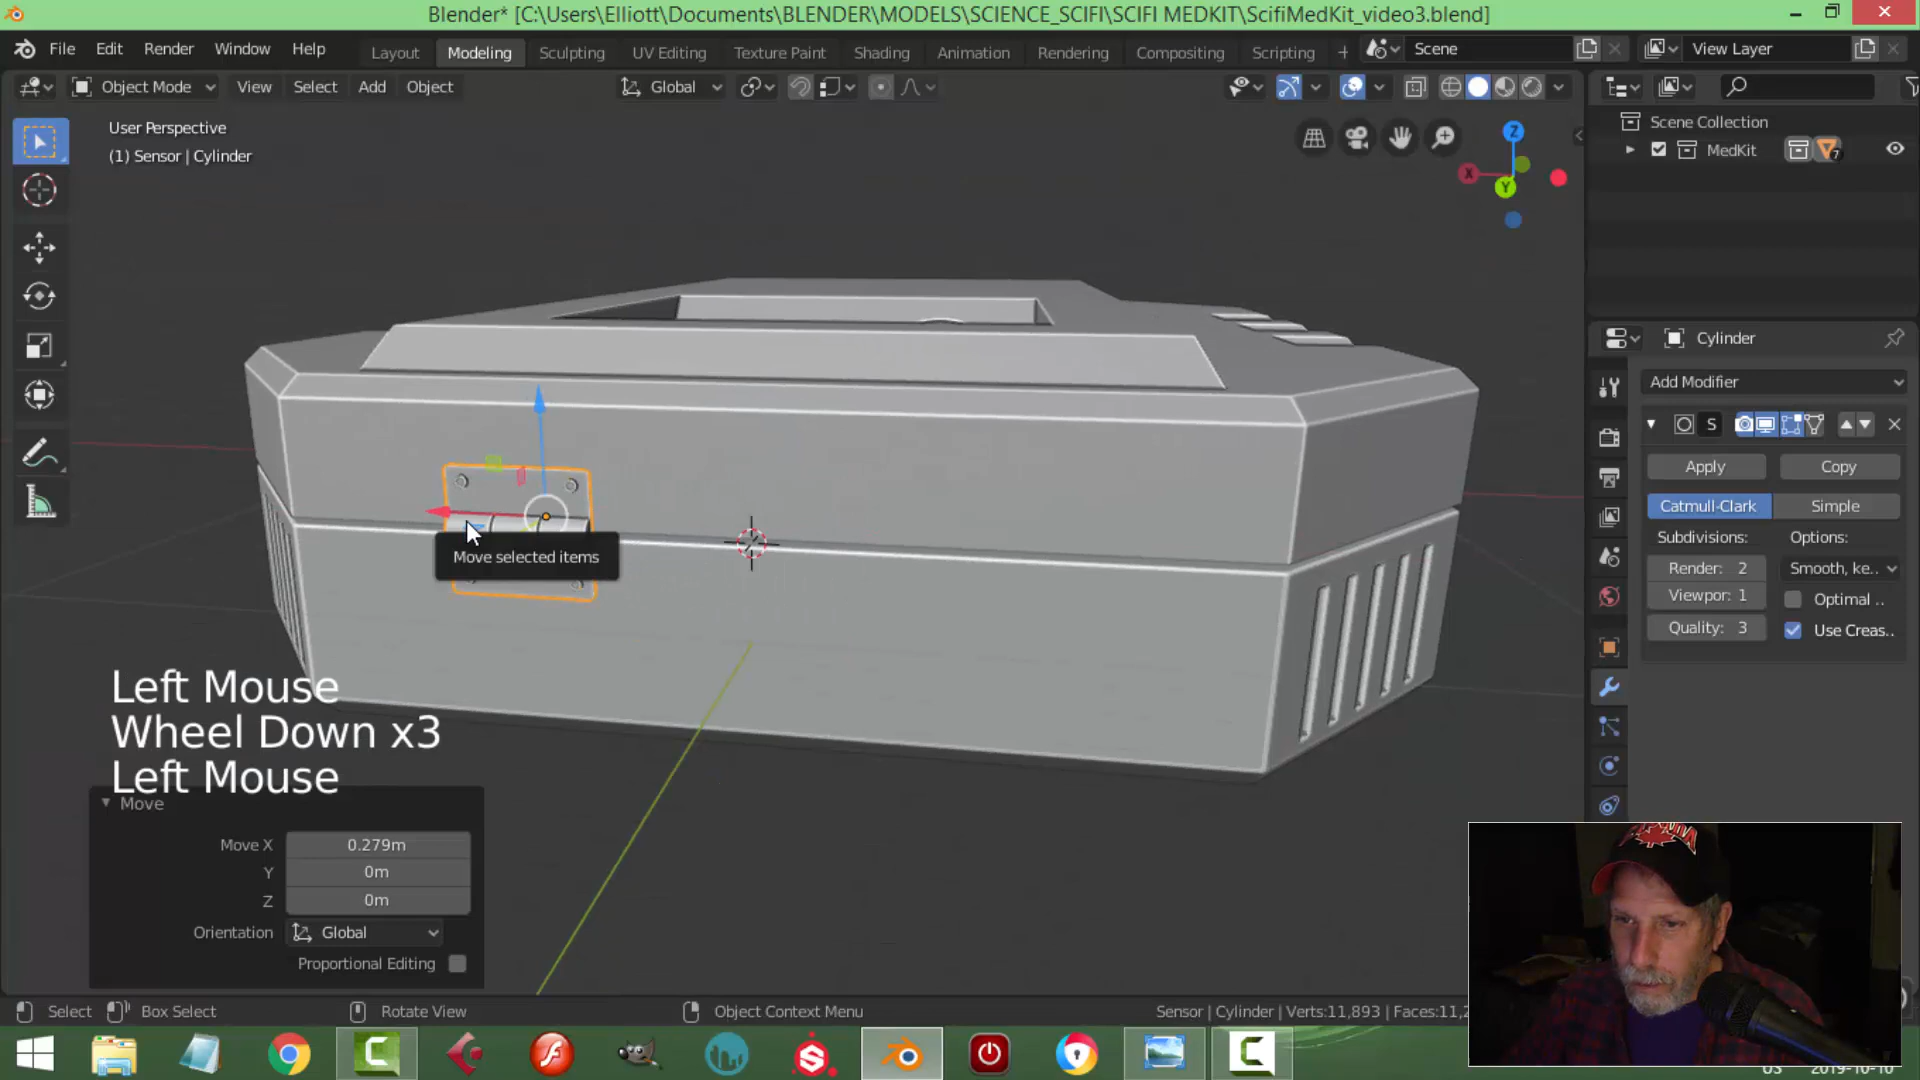 Blender* [C:\Users\Elliott\Documents\BLENDER\MODELS\SCIENCE_SCIFI\SCIFI MEDKIT\ScifiMedKit_video3.blend]
File Edit Render Window Help Layout Modeling Sculpting UV Editing Texture Paint Shading Animation Rendering Compositing Scripting + Scene View Layer
Object Mode View Select Add Object Global
User Perspective
(1) Sensor | Cylinder
Z
X
Y
Scene Collection
MedKit 7
Cylinder
Add Modifier
S
Apply Copy
Catmull-Clark Simple
Subdivisions: Options:
Render: 2 Smooth, ke..
Viewpor: 1 Optimal ..
Quality: 3 Use Creas..
Move selected items
Left Mouse
Wheel Down x3
Left Mouse
Move
Move X 0.279m
Y 0m
Z 0m
Orientation Global
Proportional Editing
Select Box Select Rotate View Object Context Menu Sensor | Cylinder | Verts:11,893 | Faces:11,2
2019-10-10